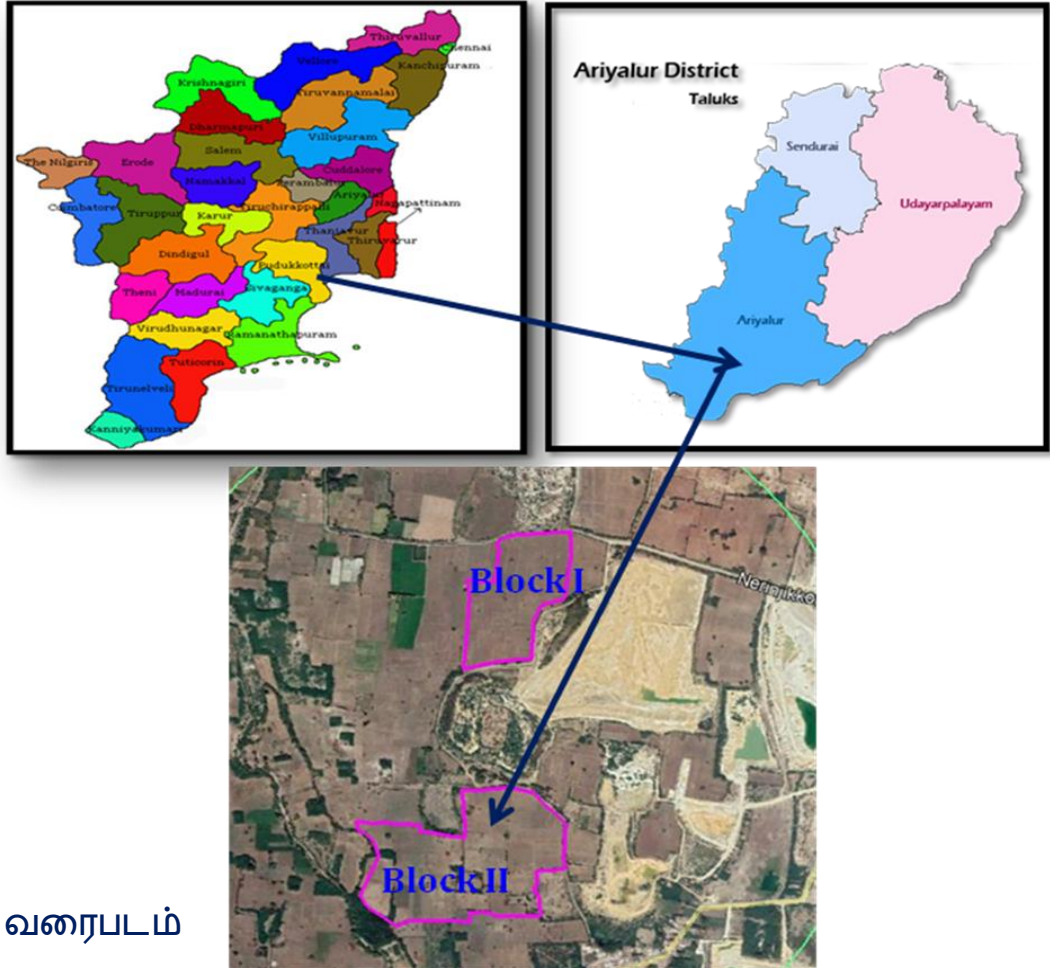 Thiruvallur
Chennai
Vellore
Kanchipuram
Krishnagiri
Tiruvannamalai
Dharmapuri
Villupuram
Salem
The Nilgiris
Erode
Cuddalore
Namakkal
Perambalur
Ariyalur
Nagapattinam
Coimbatore
Tiruppur
Karur
Tiruchirappalli
Thanjavur
Thiruvarur
Dindigul
Pudukkottai
Theni
Madurai
Sivaganga
Virudhunagar
Ramanathapuram
Tuticorin
Tirunelveli
Kanniyakumari
Ariyalur District
Taluks
Sendurai
Udayarpalayam
Ariyalur
Block I
Nerinjikko
Block II
வரைபடம்